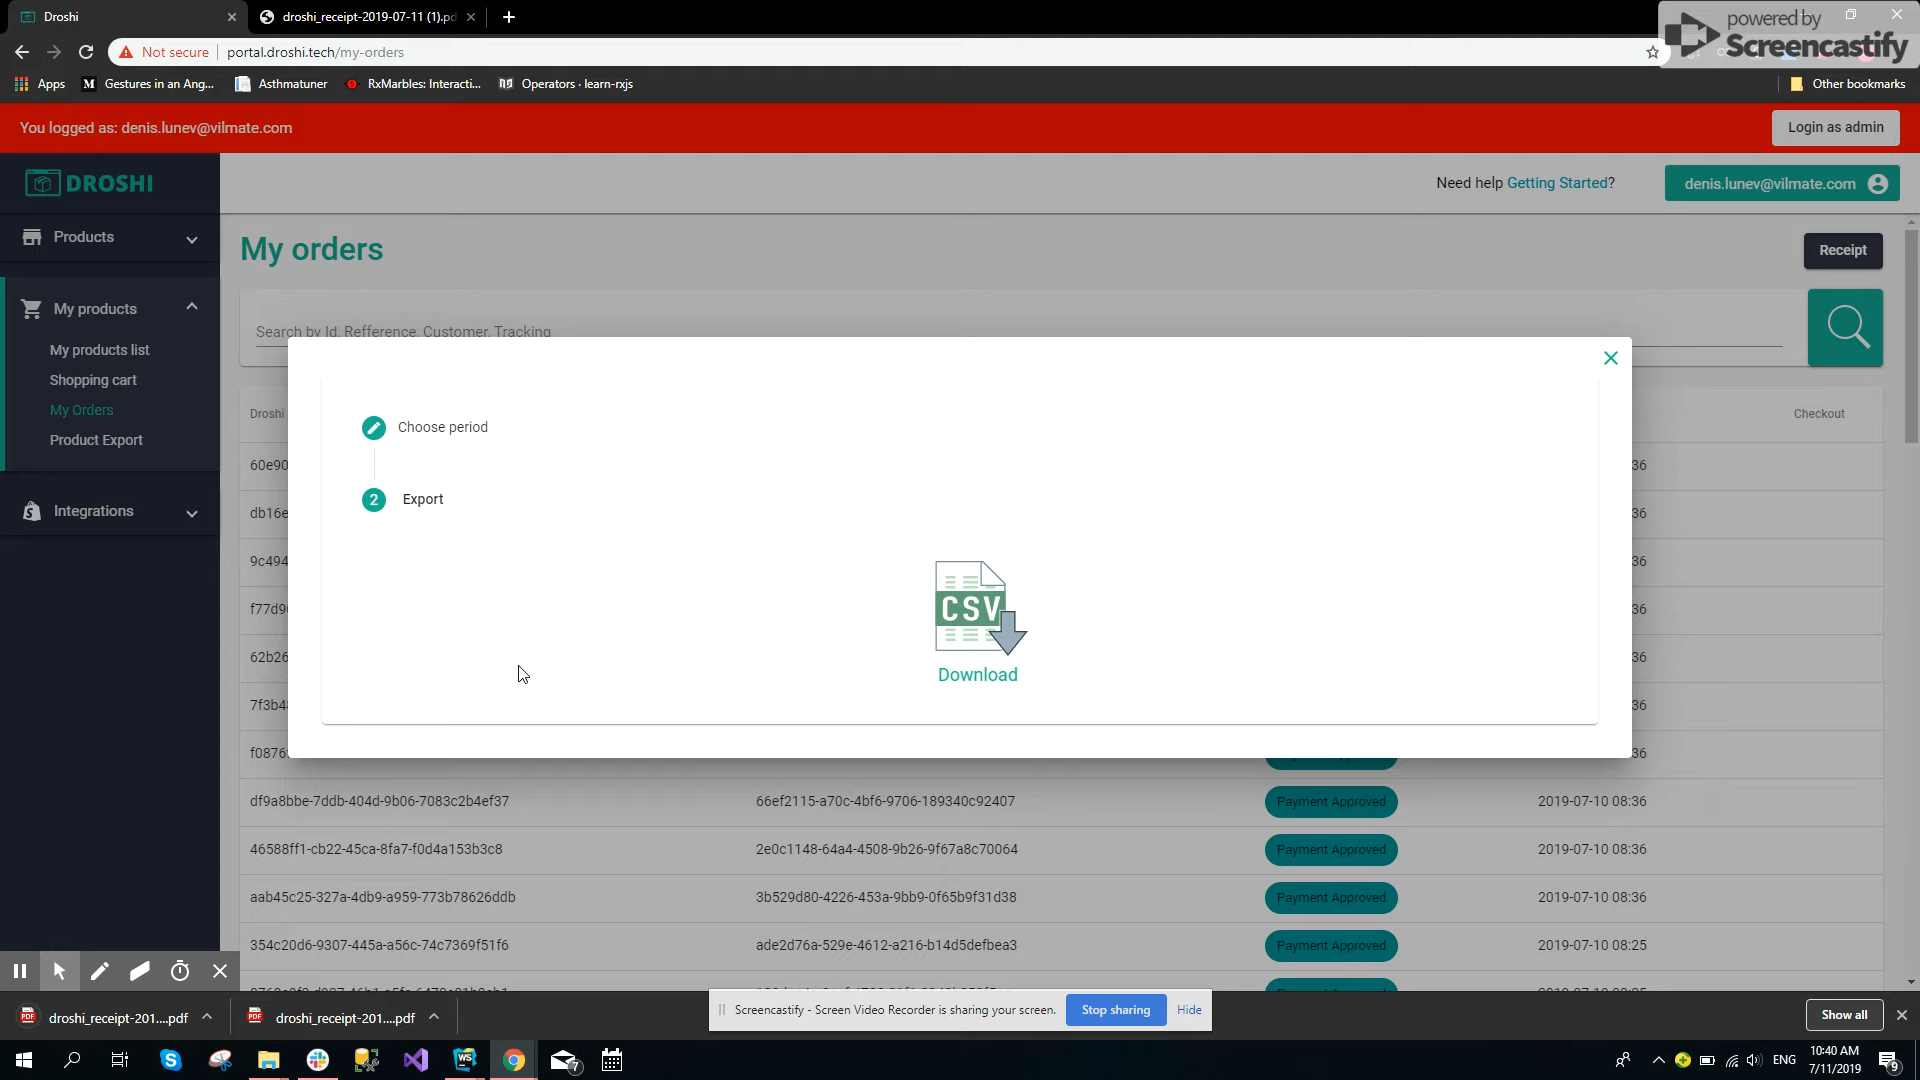 Droshi
droshi_receipt-2019-07-11 (1).pd
powered by
Screencastify
Not secure
portal.droshi.tech/my-orders
Apps
Gestures in an Ang...
Asthmatuner
RxMarbles: Interacti...
Operators · learn-rxjs
Other bookmarks
You logged as: denis.lunev@vilmate.com
Login as admin
DROSHI
Need help Getting Started?
denis.lunev@vilmate.com
Products
My orders
Receipt
My products
Search by Id, Refference, Customer, Tracking
My products list
Shopping cart
My Orders
Product Export
Integrations
Droshi
Checkout
Choose period
2 Export
CSV
Download
60e90
36
db16e
36
9c494
36
f77d9
36
62b26
36
7f3b4
36
f0876
36
df9a8bbe-7ddb-404d-9b06-7083c2b4ef37
66ef2115-a70c-4bf6-9706-189340c92407
Payment Approved
2019-07-10 08:36
46588ff1-cb22-45ca-8fa7-f0d4a153b3c8
2e0c1148-64a4-4508-9b26-9f67a8c70064
Payment Approved
2019-07-10 08:36
aab45c25-327a-4db9-a959-773b78626ddb
3b529d80-4226-453a-9bb9-0f65b9f31d38
Payment Approved
2019-07-10 08:36
354c20d6-9307-445a-a56c-74c7369f51f6
ade2d76a-529e-4612-a216-b14d5defbea3
Payment Approved
2019-07-10 08:25
droshi_receipt-201....pdf
droshi_receipt-201....pdf
Screencastify - Screen Video Recorder is sharing your screen.
Stop sharing
Hide
Show all
7
ENG
10:40 AM
7/11/2019
9